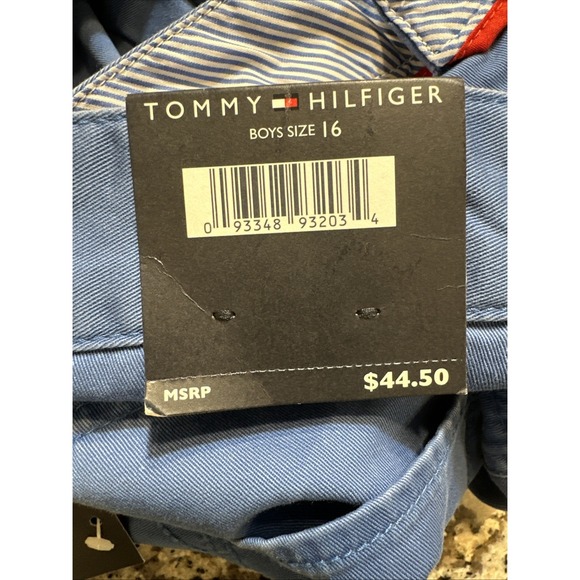 TOMMY HILFIGER
BOYS SIZE 16
0 93348 93203 4
MSRP $44.50